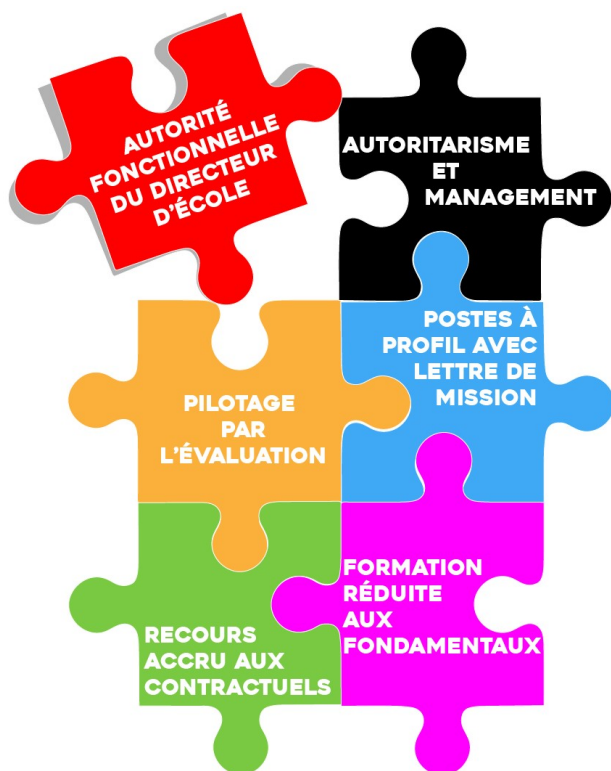 AUTORITÉ
FONCTIONNELLE
DU DIRECTEUR
D'ÉCOLE
AUTORITARISME
ET
MANAGEMENT
PILOTAGE
PAR
L'ÉVALUATION
POSTES À
PROFIL AVEC
LETTRE DE
MISSION
RECOURS
ACCRU AUX
CONTRACTUELS
FORMATION
RÉDUITE
AUX
FONDAMENTAUX